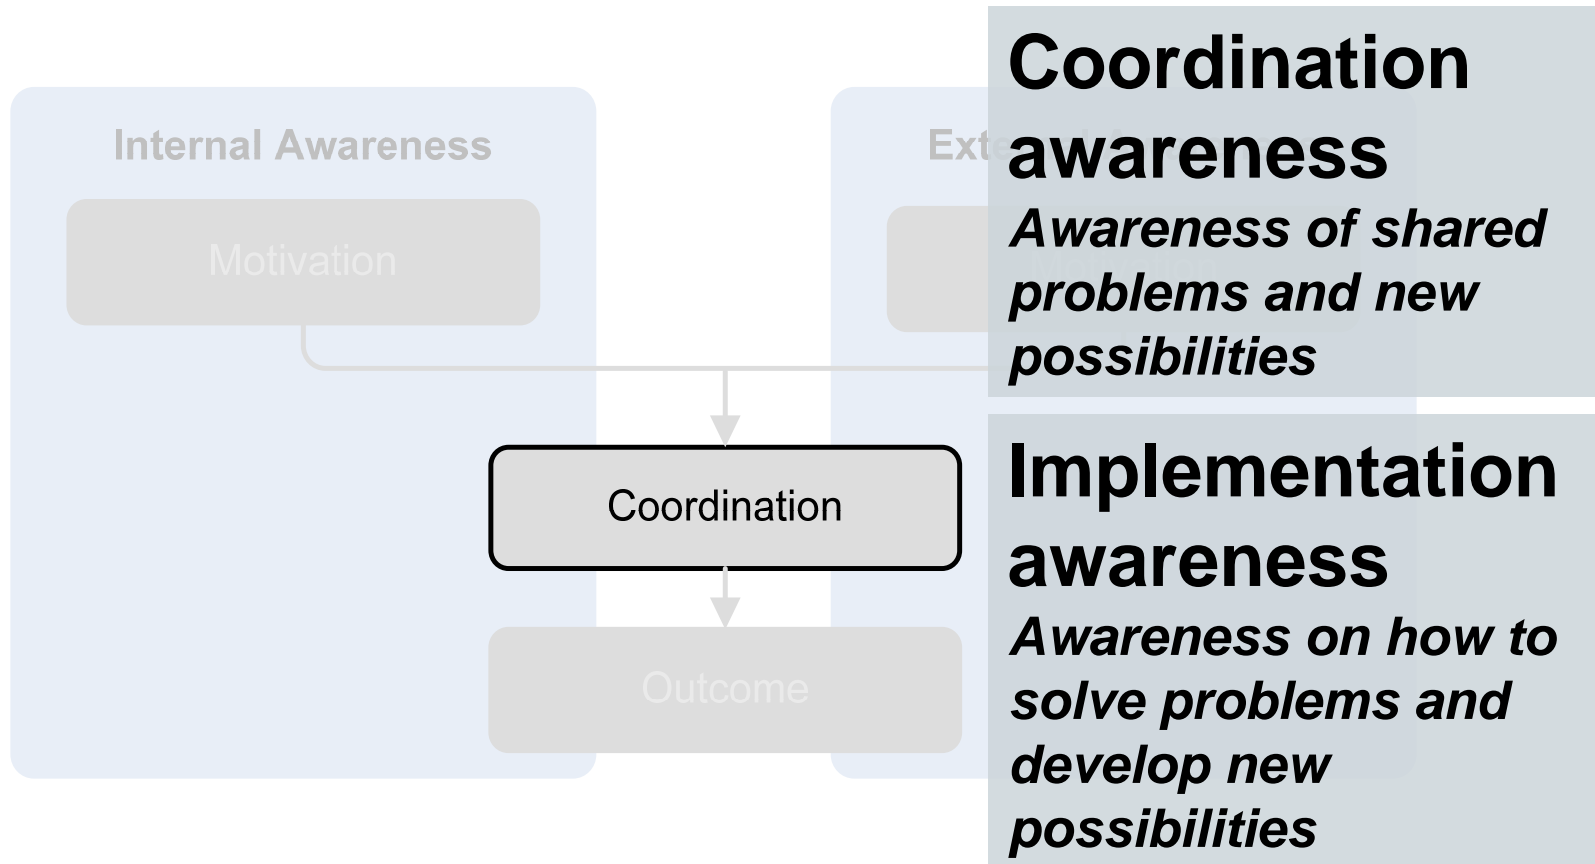 Internal Awareness
Motivation
Coordination
Outcome
Coordination
awareness
Awareness of shared
problems and new
possibilities
Motivation
Implementation
awareness
Awareness on how to
solve problems and
develop new
possibilities